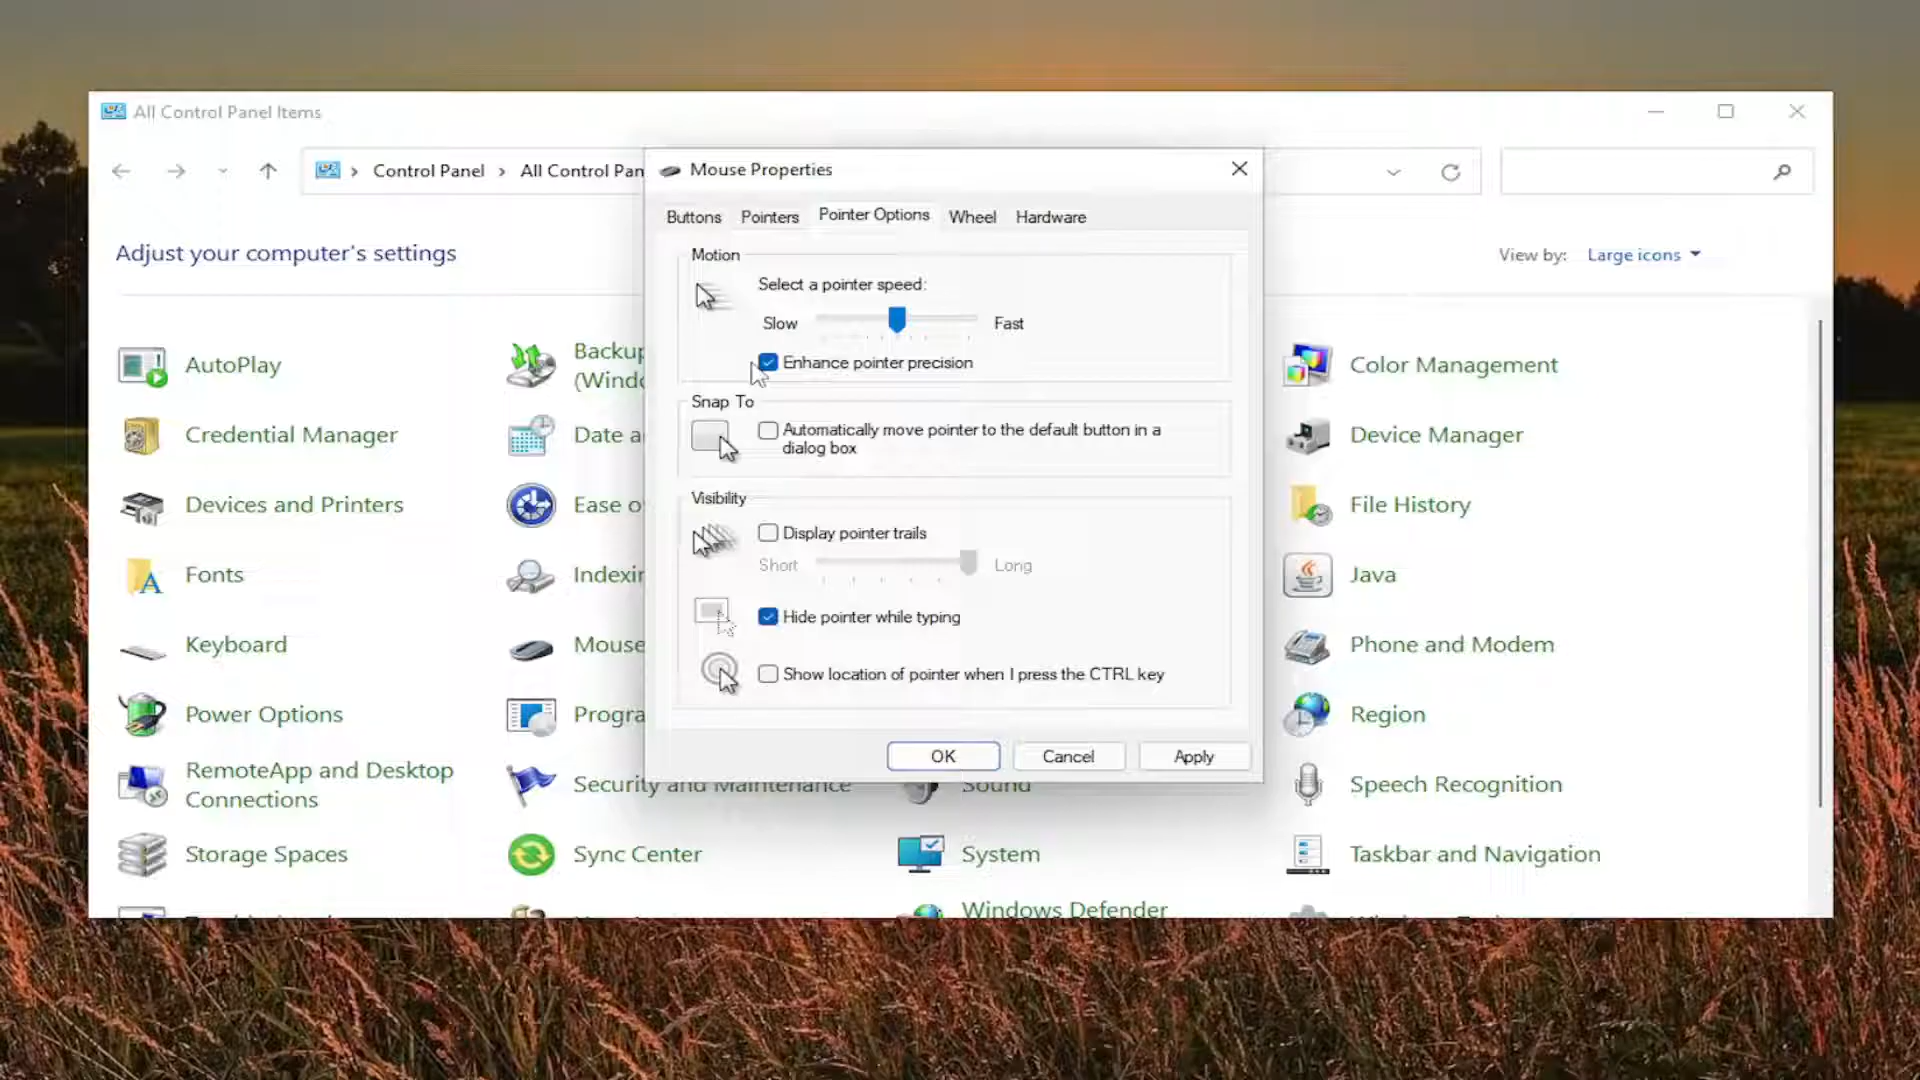 All Control Panel Items
Control Panel
All Control Pan
Mouse Properties
Buttons Pointers Pointer Options Wheel Hardware
Adjust your computer's settings
View by: Large icons
Motion
Select a pointer speed:
Slow Fast
Enhance pointer precision
Snap To
Automatically move pointer to the default button in a
dialog box
Visibility
Display pointer trails
Short Long
Hide pointer while typing
Show location of pointer when I press the CTRL key
OK Cancel Apply
AutoPlay
Backup
(Windo
Color Management
Credential Manager
Date a
Device Manager
Devices and Printers
Ease o
File History
Fonts
Indexin
Java
Keyboard
Mouse
Phone and Modem
Power Options
Progra
Region
RemoteApp and Desktop
Connections
Security and Maintenance
Sound
Speech Recognition
Storage Spaces
Sync Center
System
Taskbar and Navigation
Windows Defender